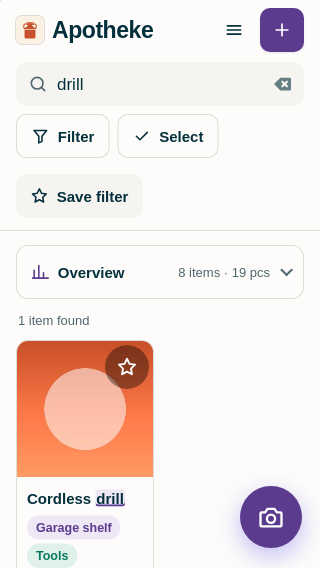 Apotheke
drill
Filter
Select
Save filter
Overview
8 items · 19 pcs
1 item found
Cordless drill
Garage shelf
Tools